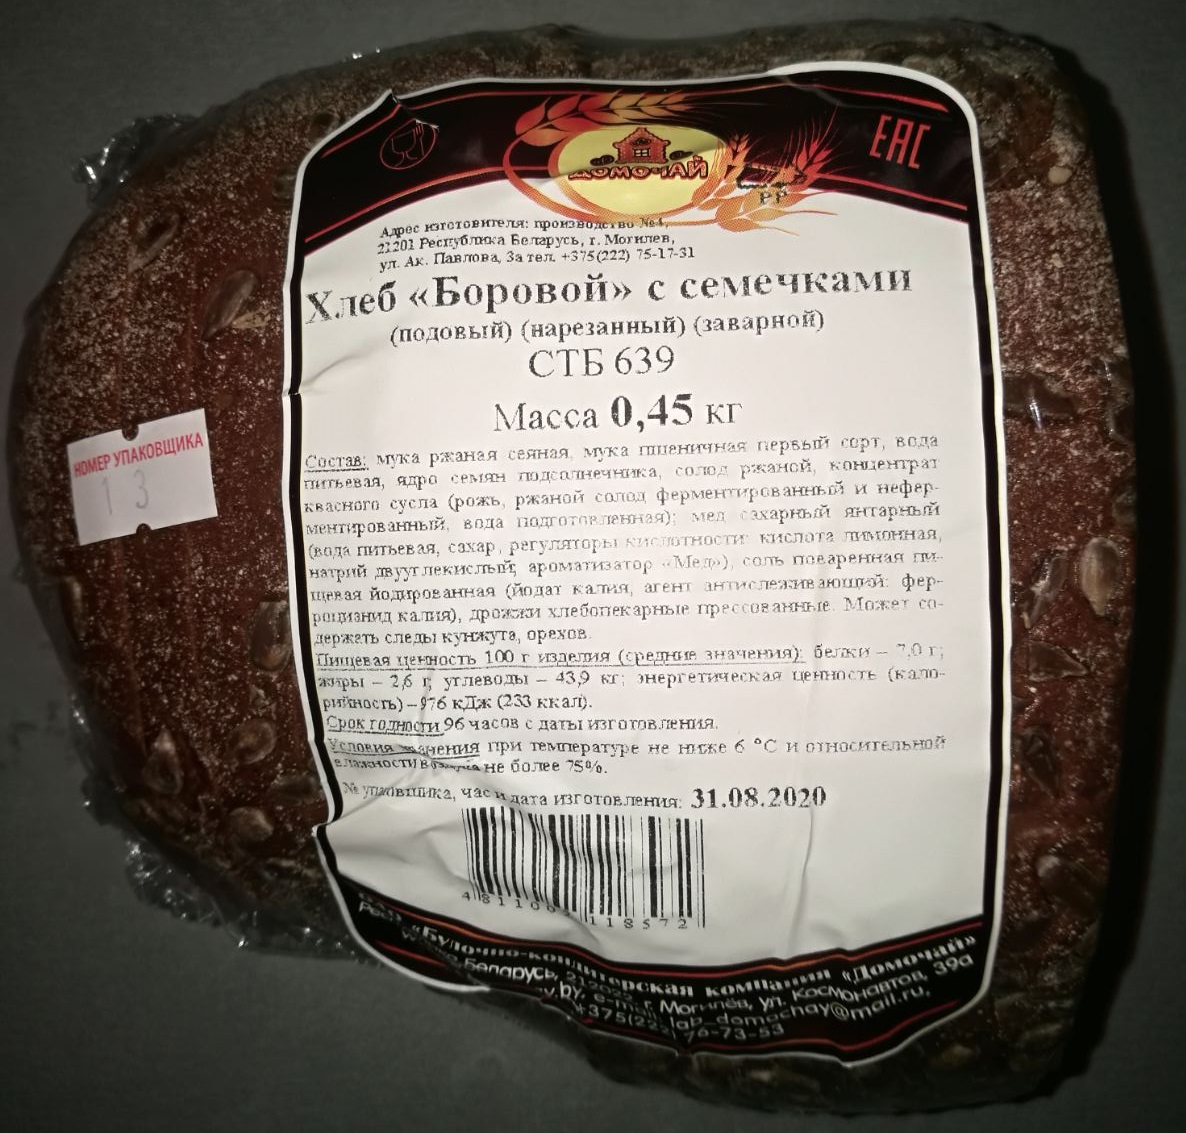 ЕАС
ДОМОЧАЙ
Адрес изготовителя: производство №4,
21201 Республика Беларусь, г. Могилев,
ул. Ак. Павлова, 3а тел. +375(222) 75-17-31
Хлеб «Боровой» с семечками
(подовый) (нарезанный) (заварной)
СТБ 639
Масса 0,45 кг
НОМЕР УПАКОВЩИКА
13
Состав: мука ржаная сеяная, мука пшеничная первый сорт, вода
питьевая, ядро семян подсолнечника, солод ржаной, концентрат
квасного сусла (рожь, ржаной солод ферментированный и нефер-
ментированный, вода подготовленная); мед сахарный янтарный
(вода питьевая, сахар, регуляторы кислотности: кислота лимонная,
натрий двууглекислый; ароматизатор «Мед»), соль поваренная пи-
щевая йодированная (йодат калия, агент антислеживающий: фер-
роцианид калия), дрожжи хлебопекарные прессованные. Может со-
держать следы кунжута, орехов.
Пищевая ценность 100 г изделия (средние значения): белки – 7,0 г;
жиры – 2,6 г; углеводы – 43,9 кг; энергетическая ценность (кало-
рийность) – 976 кДж (233 ккал).
Срок годности 96 часов с даты изготовления.
Условия при температуре не ниже 6 °С и относительной
влажности воздуха не более 75%.
№ упаковщика, час и дата изготовления: 31.08.2020
4 811004 118572
«Булочно-кондитерская компания «Домочай»
Беларусь, г. Могилёв, ул. Космонавтов, 39а
lab_domachay@mail.ru,
+375(222) 76-73-53